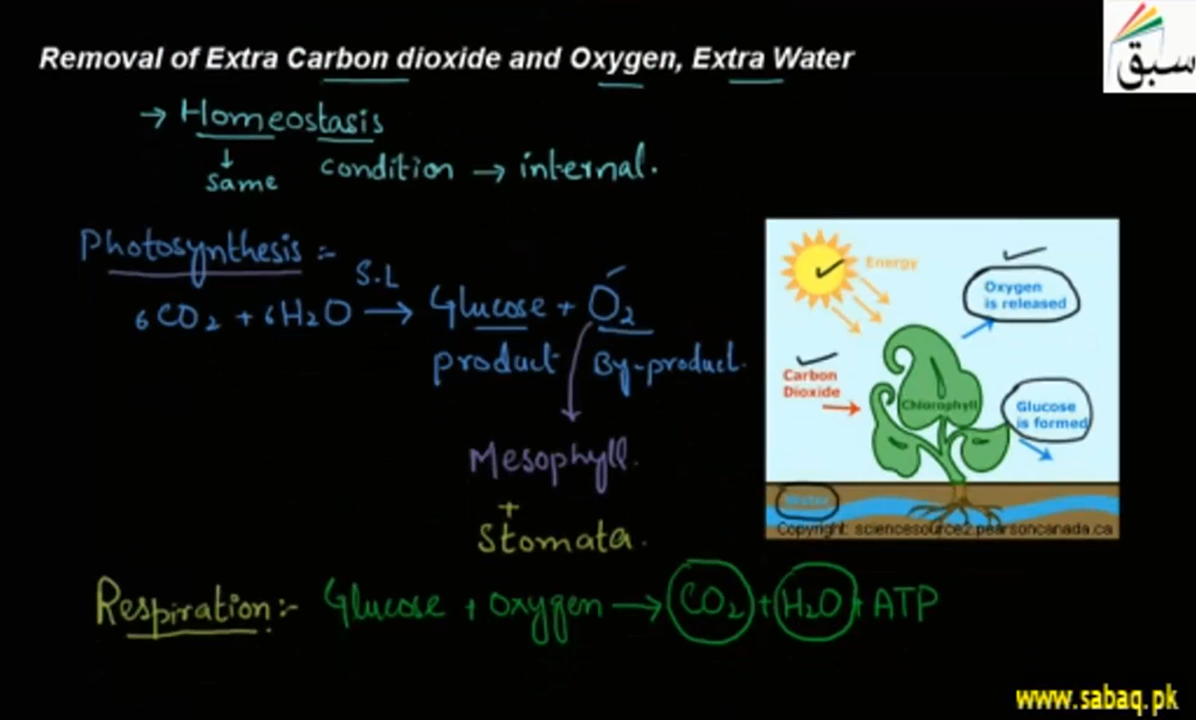 Removal of Extra Carbon dioxide and Oxygen, Extra Water
سبق
→ Homeostasis
↓
same condition → internal.
Photosynthesis :-
S.L
6CO2 + 6H2O → Glucose + O2
product By-product.
Mesophyll.
+
Stomata.
Energy
Oxygen
is released
Carbon
Dioxide
Chlorophyll
Glucose
is formed
Water
Copyright: sciencesource2.pearsoncanada.ca
Respiration:- Glucose + Oxygen → CO2 + H2O + ATP
www.sabaq.pk